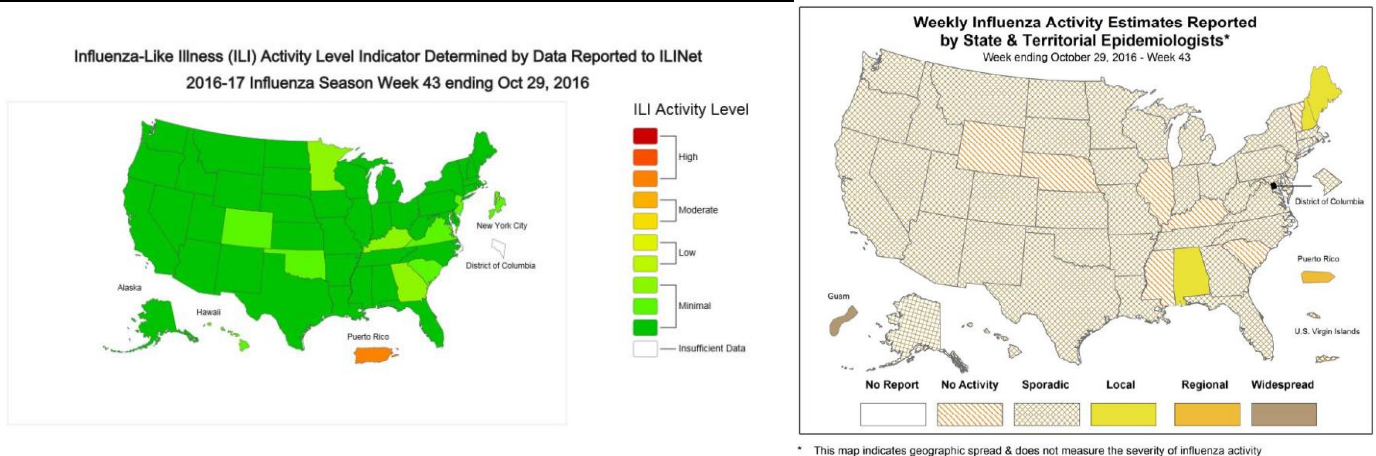 Influenza-Like Illness (ILI) Activity Level Indicator Determined by Data Reported to ILINet
2016-17 Influenza Season Week 43 ending Oct 29, 2016
ILI Activity Level
High
Moderate
Low
Minimal
Insufficient Data
New York City
District of Columbia
Alaska
Hawaii
Puerto Rico
Weekly Influenza Activity Estimates Reported
by State & Territorial Epidemiologists*
Week ending October 29, 2016 - Week 43
District of Columbia
Puerto Rico
Guam
U.S. Virgin Islands
No Report No Activity Sporadic Local Regional Widespread
* This map indicates geographic spread & does not measure the severity of influenza activity